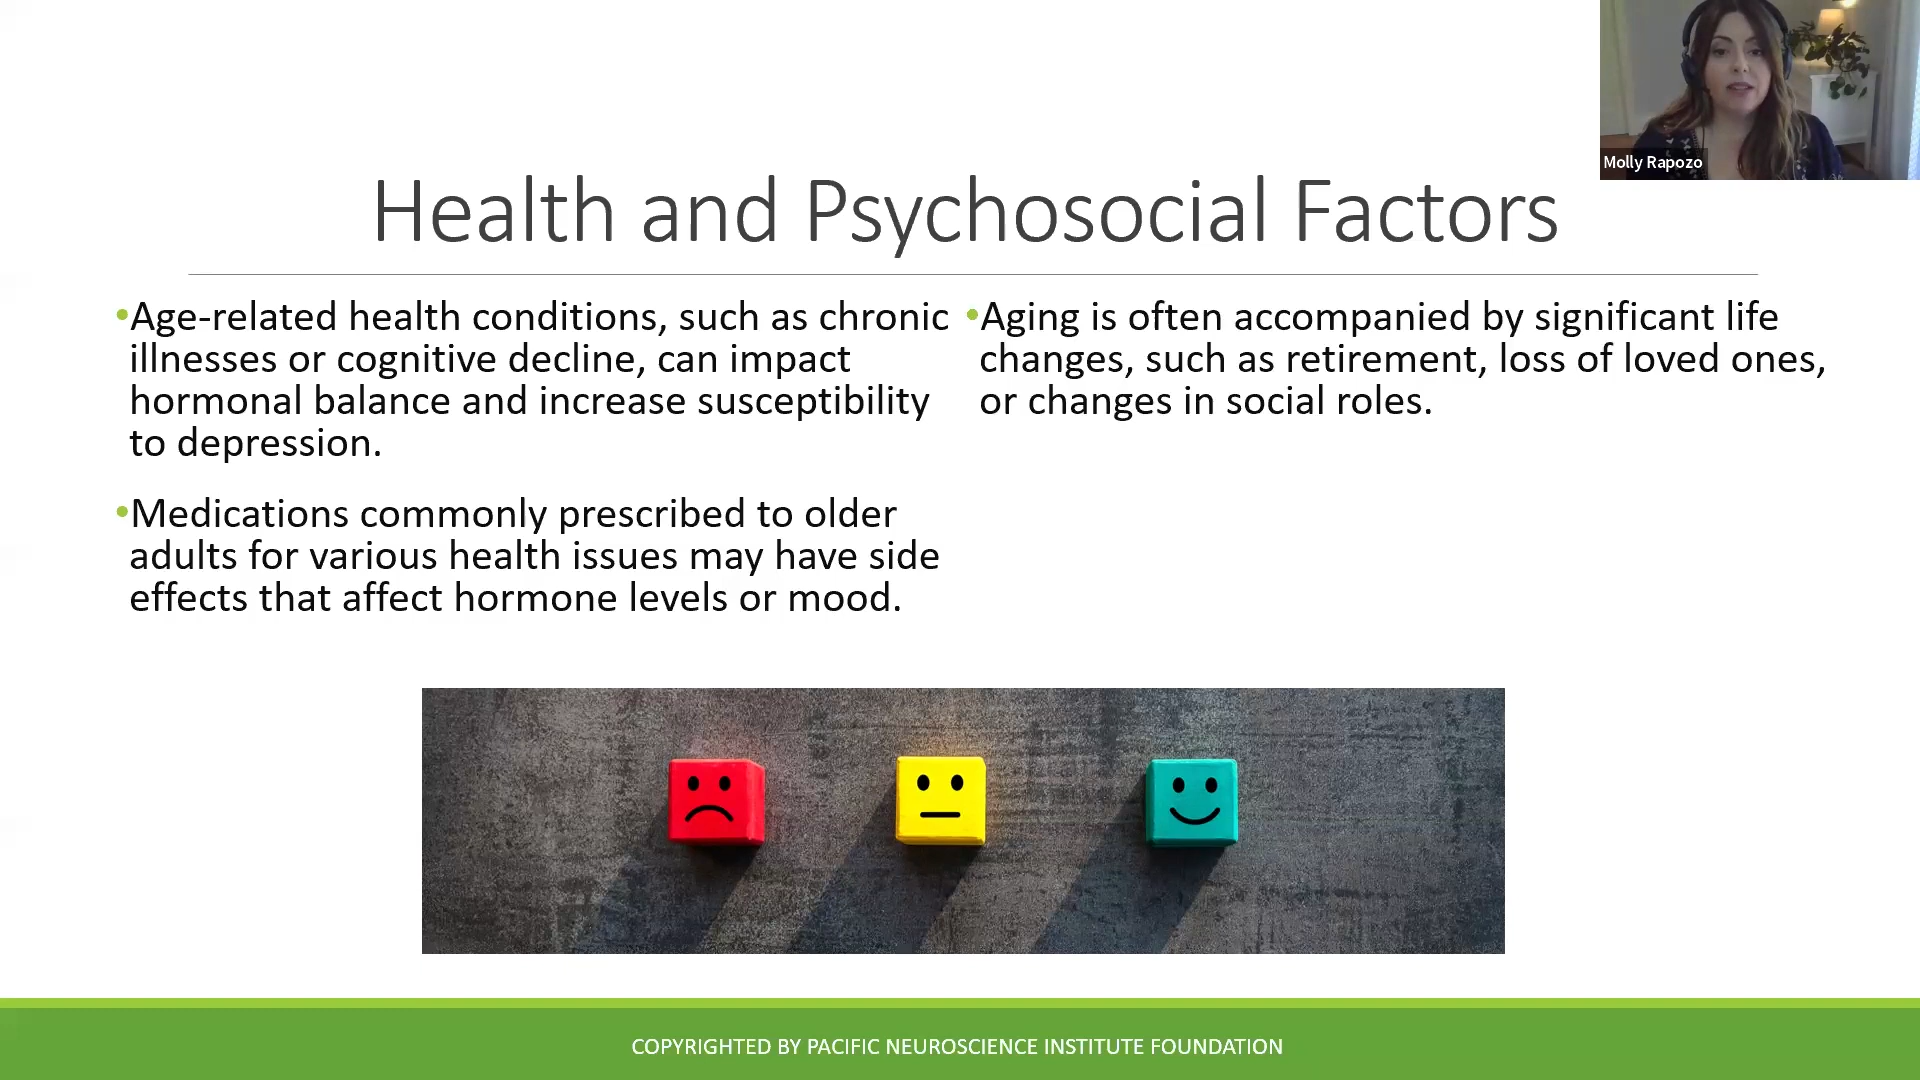 Molly Rapozo
Health and Psychosocial Factors
•Age-related health conditions, such as chronic
illnesses or cognitive decline, can impact
hormonal balance and increase susceptibility
to depression.
•Medications commonly prescribed to older
adults for various health issues may have side
effects that affect hormone levels or mood.
•Aging is often accompanied by significant life
changes, such as retirement, loss of loved ones,
or changes in social roles.
COPYRIGHTED BY PACIFIC NEUROSCIENCE INSTITUTE FOUNDATION